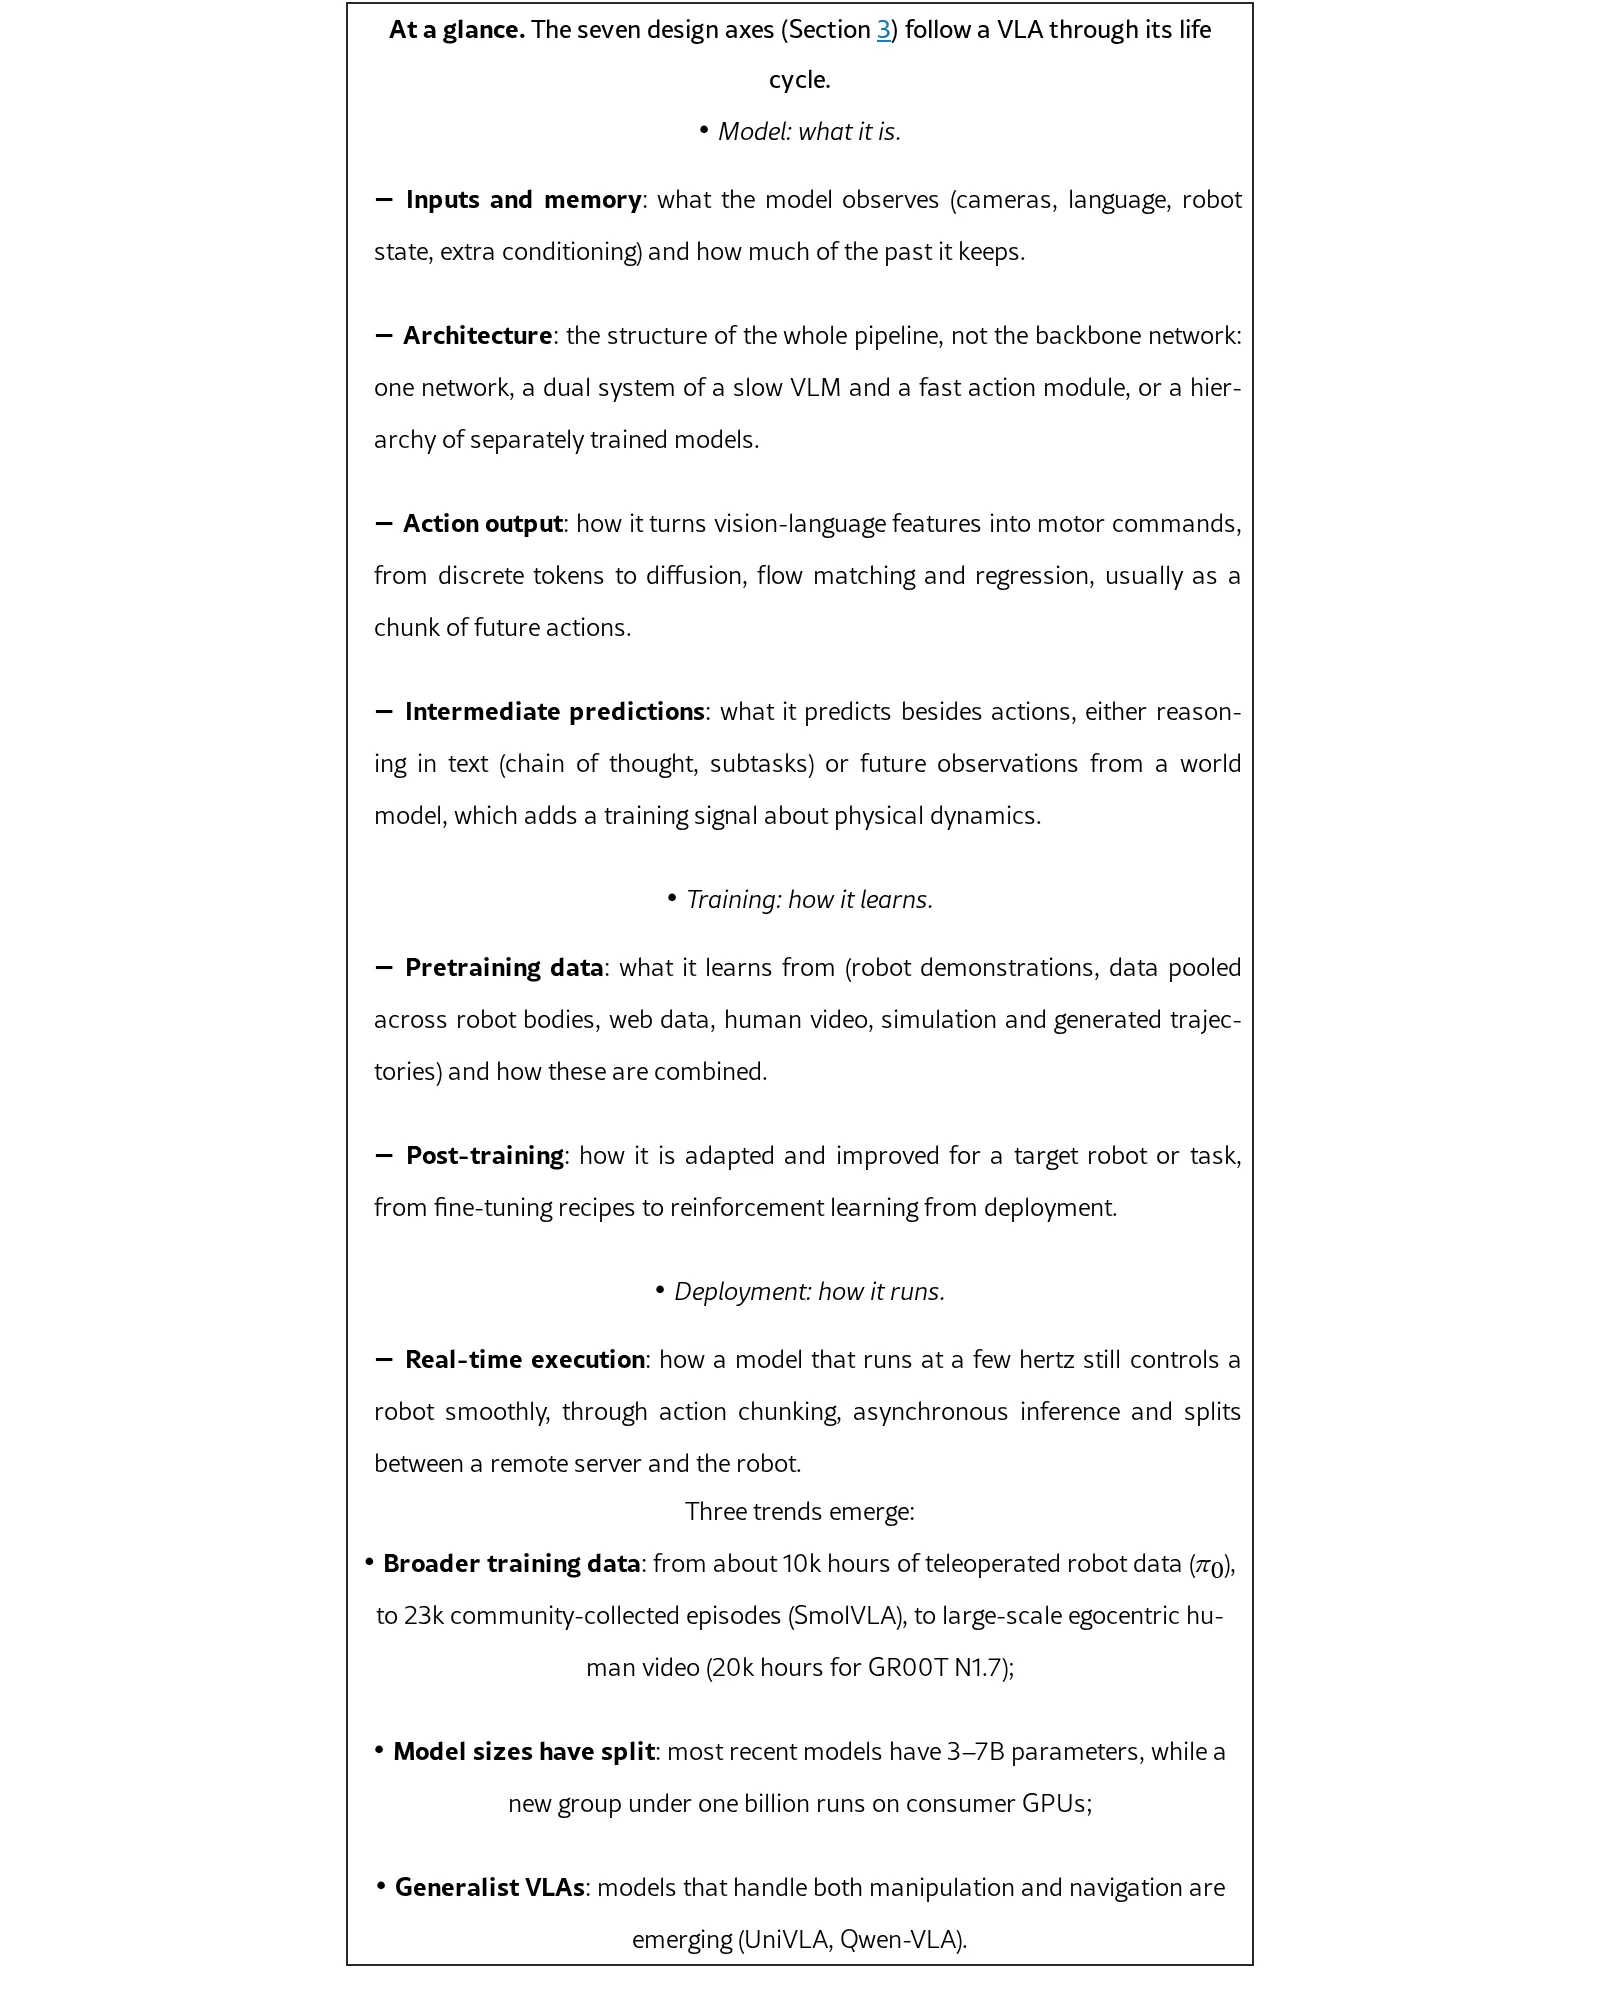 At a glance. The seven design axes (Section 3) follow a VLA through its life
cycle.
• Model: what it is.
– Inputs and memory: what the model observes (cameras, language, robot
state, extra conditioning) and how much of the past it keeps.
– Architecture: the structure of the whole pipeline, not the backbone network:
one network, a dual system of a slow VLM and a fast action module, or a hier-
archy of separately trained models.
– Action output: how it turns vision-language features into motor commands,
from discrete tokens to diffusion, flow matching and regression, usually as a
chunk of future actions.
– Intermediate predictions: what it predicts besides actions, either reason-
ing in text (chain of thought, subtasks) or future observations from a world
model, which adds a training signal about physical dynamics.
• Training: how it learns.
– Pretraining data: what it learns from (robot demonstrations, data pooled
across robot bodies, web data, human video, simulation and generated trajec-
tories) and how these are combined.
– Post-training: how it is adapted and improved for a target robot or task,
from fine-tuning recipes to reinforcement learning from deployment.
• Deployment: how it runs.
– Real-time execution: how a model that runs at a few hertz still controls a
robot smoothly, through action chunking, asynchronous inference and splits
between a remote server and the robot.
Three trends emerge:
• Broader training data: from about 10k hours of teleoperated robot data (π₀),
to 23k community-collected episodes (SmolVLA), to large-scale egocentric hu-
man video (20k hours for GR00T N1.7);
• Model sizes have split: most recent models have 3–7B parameters, while a
new group under one billion runs on consumer GPUs;
• Generalist VLAs: models that handle both manipulation and navigation are
emerging (UniVLA, Qwen-VLA).